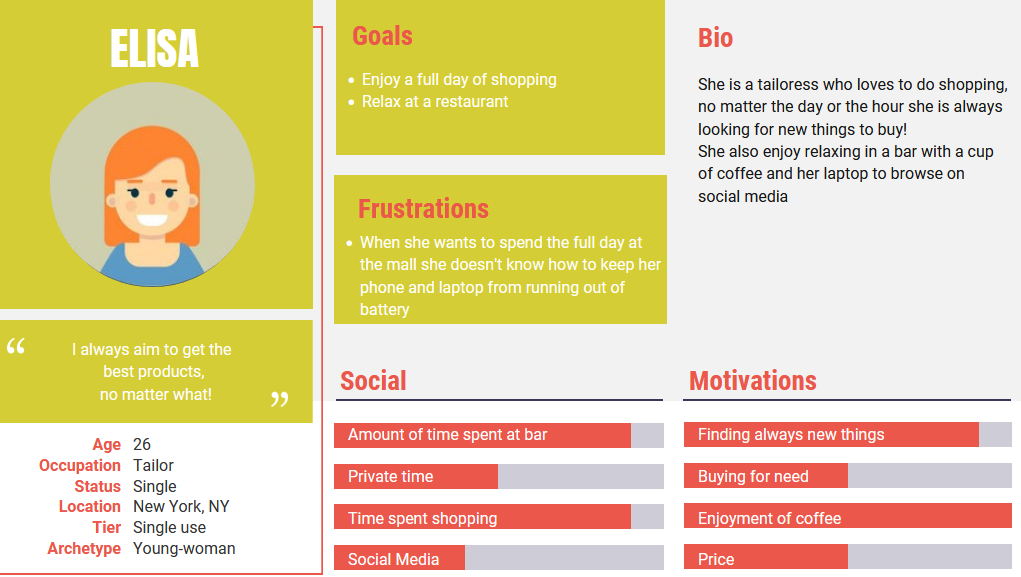 ELISA
“
I always aim to get the
best products,
no matter what!
”
Age 26
Occupation Tailor
Status Single
Location New York, NY
Tier Single use
Archetype Young-woman
Goals
• Enjoy a full day of shopping
• Relax at a restaurant
Frustrations
• When she wants to spend the full day at
the mall she doesn't know how to keep her
phone and laptop from running out of
battery
Bio
She is a tailoress who loves to do shopping,
no matter the day or the hour she is always
looking for new things to buy!
She also enjoy relaxing in a bar with a cup
of coffee and her laptop to browse on
social media
Social
Amount of time spent at bar
Private time
Time spent shopping
Social Media
Motivations
Finding always new things
Buying for need
Enjoyment of coffee
Price